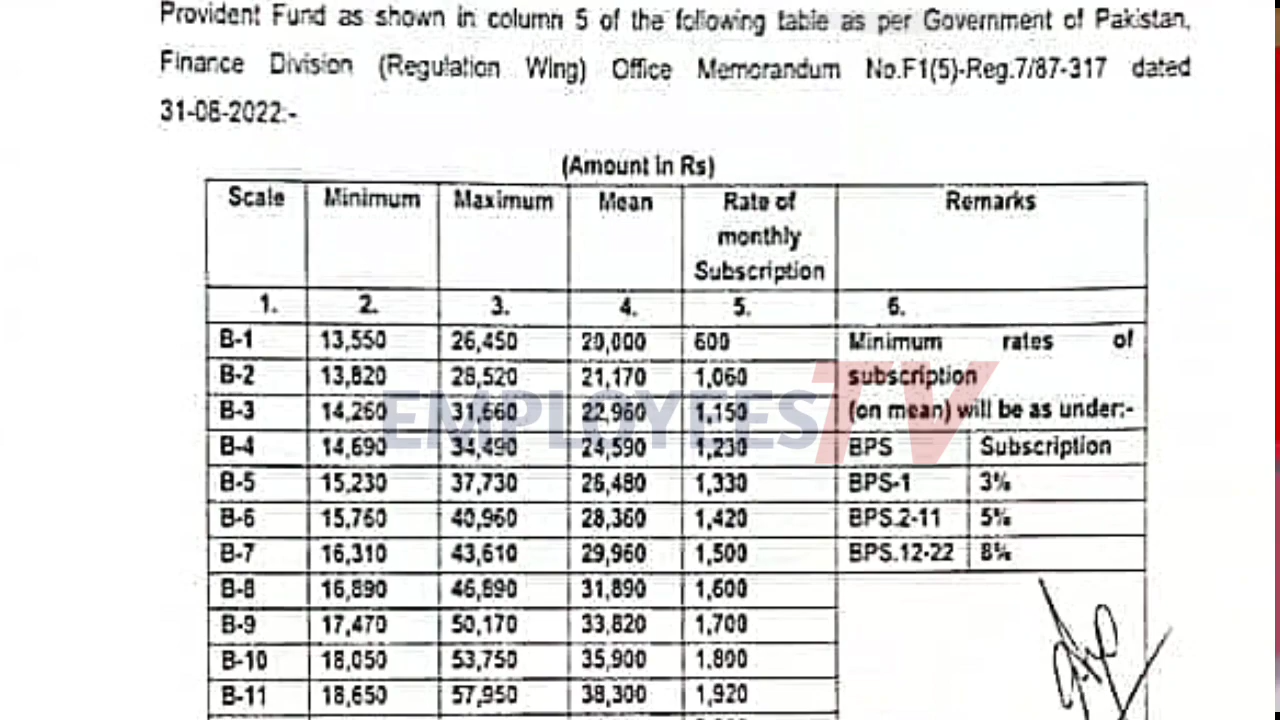 Provident Fund as shown in column 5 of the following table as per Government of Pakistan,
Finance Division (Regulation Wing) Office Memorandum No.F1(5)-Reg.7/87-317 dated
31-08-2022:-
(Amount in Rs)
Scale Minimum Maximum Mean Rate of monthly Subscription Remarks
1. 2. 3. 4. 5. 6.
B-1 13,550 26,450 20,000 600 Minimum rates of
B-2 13,820 28,520 21,170 1,060 subscription
B-3 14,260 31,660 22,960 1,150 (on mean) will be as under:-
B-4 14,690 34,490 24,590 1,230 BPS Subscription
B-5 15,230 37,730 26,480 1,330 BPS-1 3%
B-6 15,760 40,960 28,360 1,420 BPS.2-11 5%
B-7 16,310 43,610 29,960 1,500 BPS.12-22 8%
B-8 16,890 46,890 31,890 1,600
B-9 17,470 50,170 33,820 1,700
B-10 18,050 53,750 35,900 1,800
B-11 18,650 57,950 38,300 1,920
EMPLOYEES TV